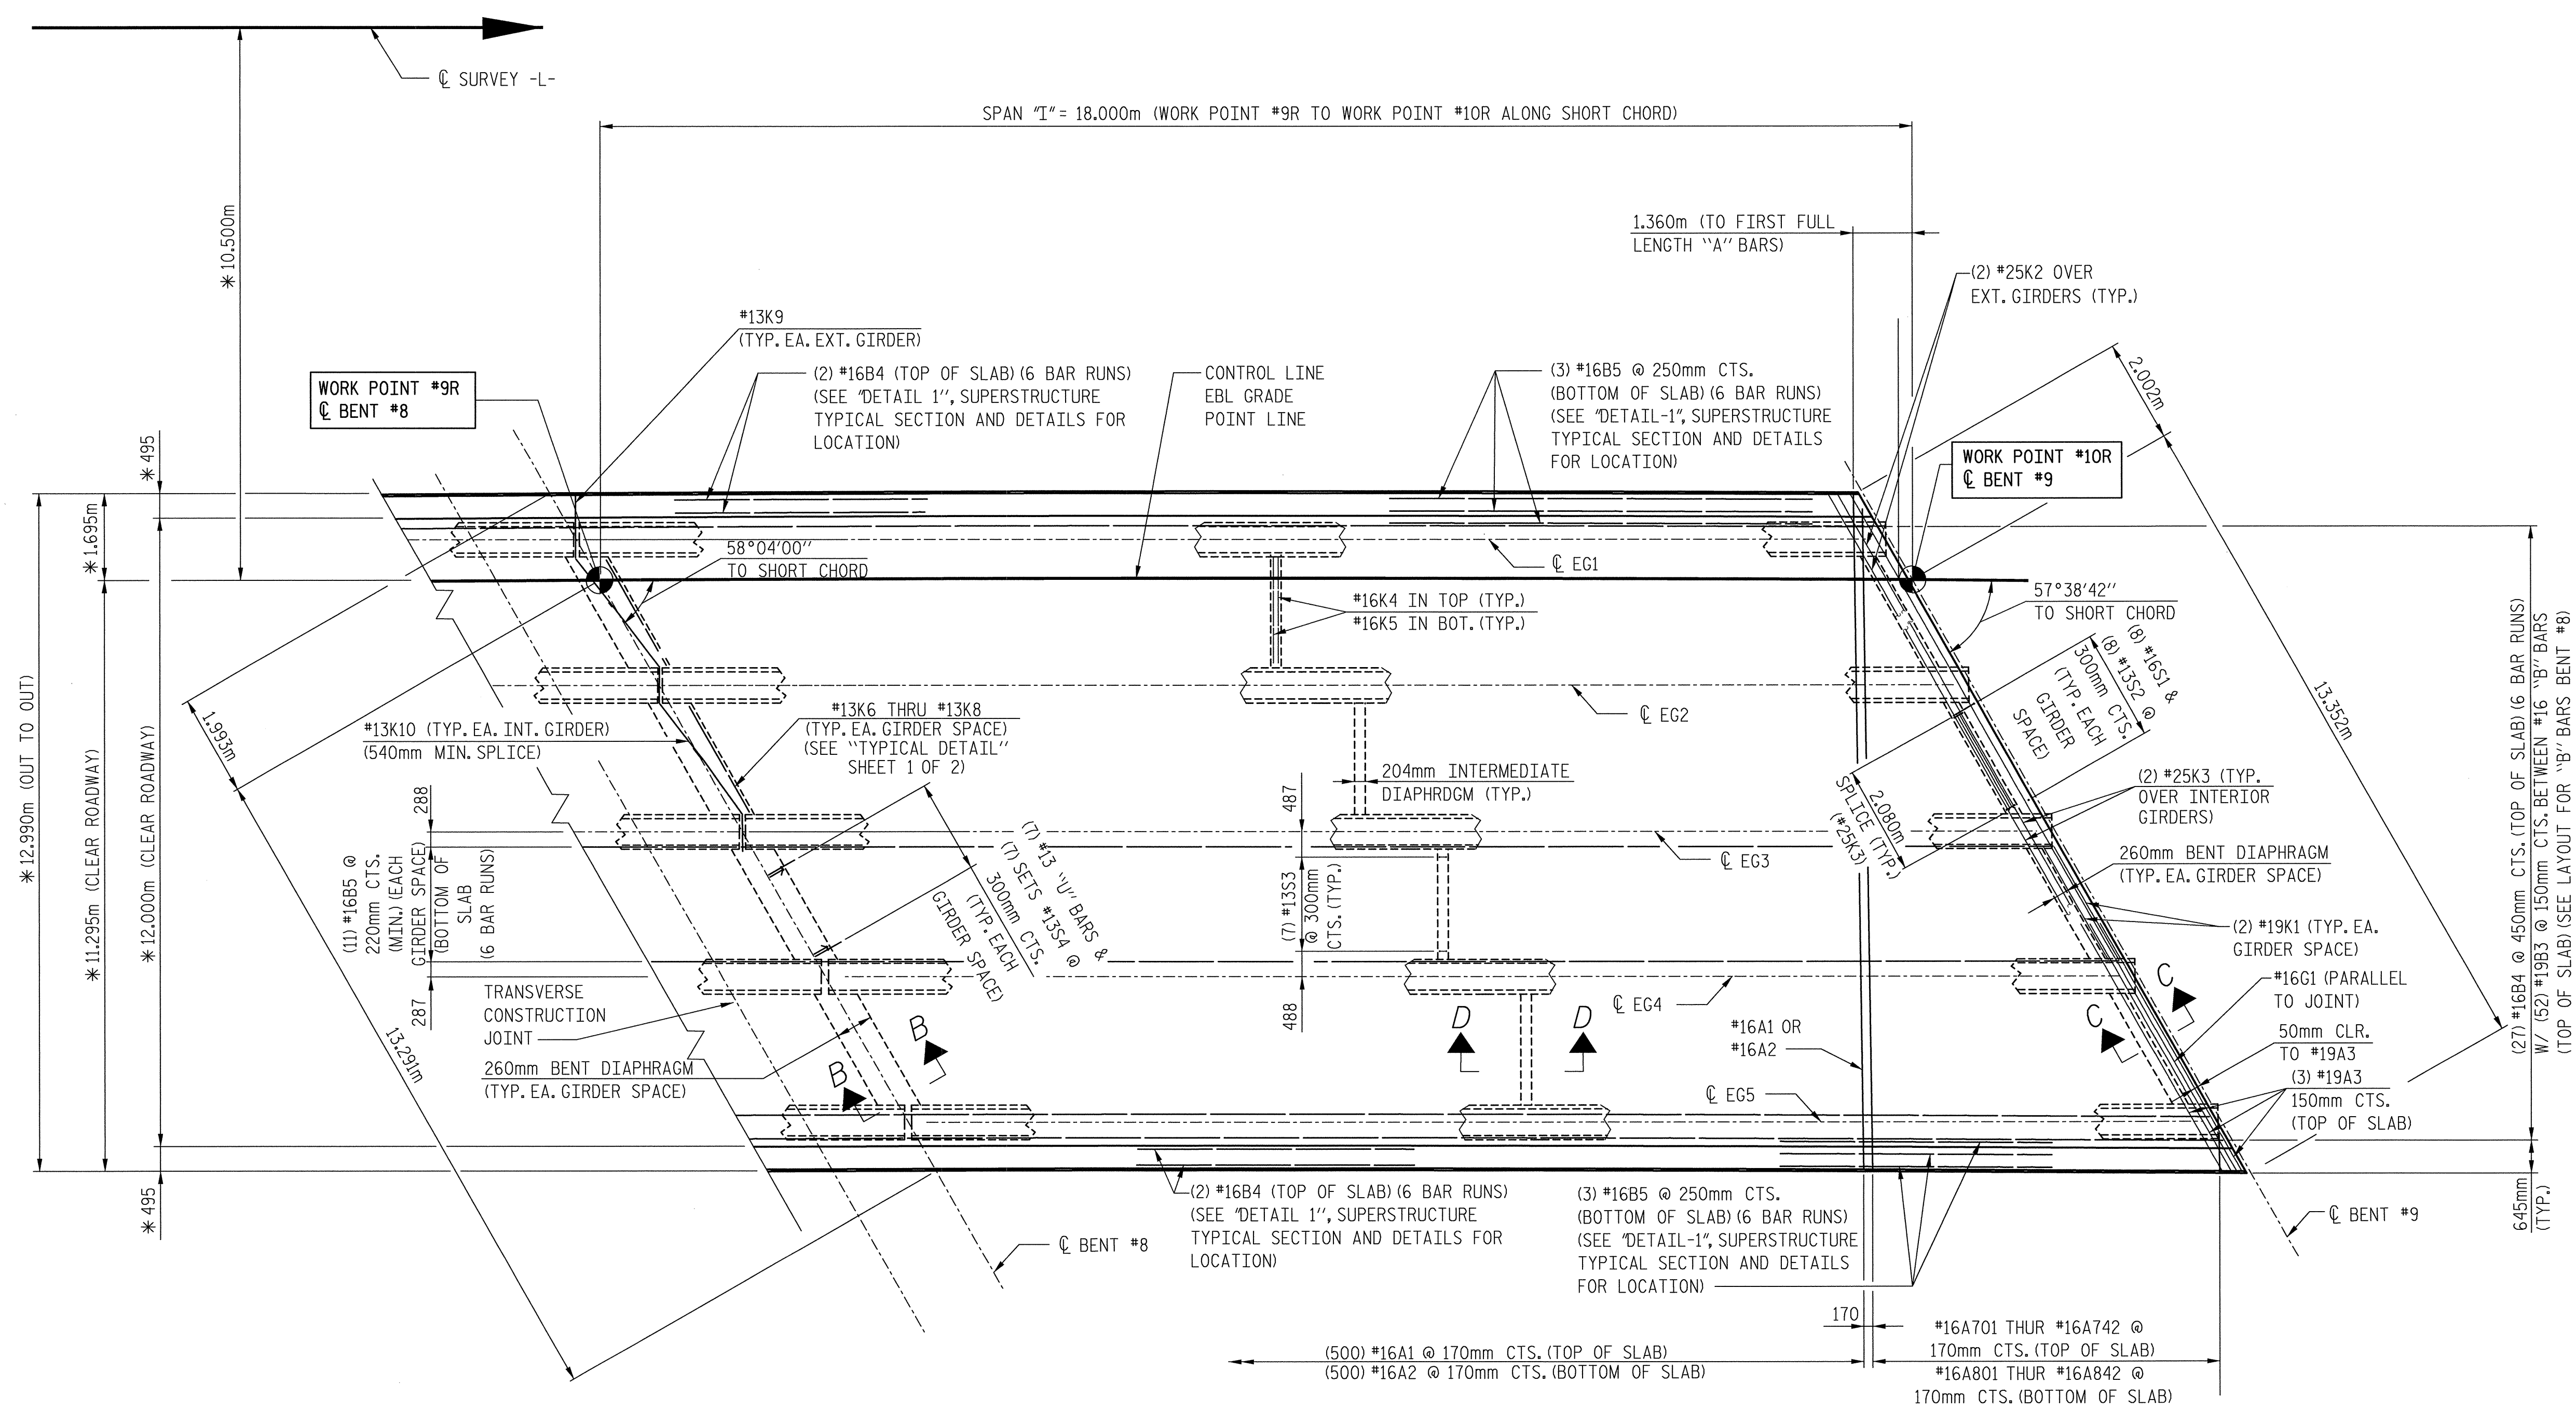 ℄ SURVEY -L-
SPAN "I" = 18.000m (WORK POINT #9R TO WORK POINT #10R ALONG SHORT CHORD)
*10.500m
1.360m (TO FIRST FULL
LENGTH "A" BARS)
(2) #25K2 OVER
EXT. GIRDERS (TYP.)
#13K9
(TYP. EA. EXT. GIRDER)
WORK POINT #9R
℄ BENT #8
(2) #16B4 (TOP OF SLAB) (6 BAR RUNS)
(SEE "DETAIL 1", SUPERSTRUCTURE
TYPICAL SECTION AND DETAILS FOR
LOCATION)
CONTROL LINE
EBL GRADE
POINT LINE
(3) #16B5 @ 250mm CTS.
(BOTTOM OF SLAB) (6 BAR RUNS)
(SEE "DETAIL-1", SUPERSTRUCTURE
TYPICAL SECTION AND DETAILS
FOR LOCATION)
2.002m
WORK POINT #10R
℄ BENT #9
*495
*1.695m
58°04'00"
TO SHORT CHORD
℄ EG1
#16K4 IN TOP (TYP.)
#16K5 IN BOT. (TYP.)
57°38'42"
TO SHORT CHORD
(8) #16S1 &
(8) #13S2 @
300mm CTS.
(TYP. EACH
GIRDER
SPACE)
13.352m
*12.990m (OUT TO OUT)
*11.295m (CLEAR ROADWAY)
*12.000m (CLEAR ROADWAY)
1.993m
#13K10 (TYP. EA. INT. GIRDER)
(540mm MIN. SPLICE)
#13K6 THRU #13K8
(TYP. EA. GIRDER SPACE)
(SEE "TYPICAL DETAIL"
SHEET 1 OF 2)
℄ EG2
204mm INTERMEDIATE
DIAPHRDGM (TYP.)
2.080m
SPLICE (TYP.)
(#25K3)
(2) #25K3 (TYP.
OVER INTERIOR
GIRDERS)
288
(11) #16B5 @
220mm CTS.
(MIN.) (EACH
GIRDER SPACE)
(BOTTOM OF
SLAB
(6 BAR RUNS)
287
(7) #13 "U" BARS &
(7) SETS #13S4 @
300mm CTS.
(TYP. EACH
GIRDER SPACE)
487
(7) #13S3
@ 300mm
CTS. (TYP.)
488
℄ EG3
260mm BENT DIAPHRAGM
(TYP. EA. GIRDER SPACE)
(2) #19K1 (TYP. EA.
GIRDER SPACE)
TRANSVERSE
CONSTRUCTION
JOINT
℄ EG4
C
C
#16G1 (PARALLEL
TO JOINT)
D
D
#16A1 OR
#16A2
B
B
50mm CLR.
TO #19A3
(3) #19A3
150mm CTS.
(TOP OF SLAB)
260mm BENT DIAPHRAGM
(TYP. EA. GIRDER SPACE)
℄ EG5
13.291m
(27) #16B4 @ 450mm CTS. (TOP OF SLAB) (6 BAR RUNS)
W/ (52) #19B3 @ 150mm CTS. BETWEEN #16 "B" BARS
(TOP OF SLAB) (SEE LAYOUT FOR "B" BARS BENT #8)
645mm
(TYP.)
*495
(2) #16B4 (TOP OF SLAB) (6 BAR RUNS)
(SEE "DETAIL 1", SUPERSTRUCTURE
TYPICAL SECTION AND DETAILS FOR
LOCATION)
(3) #16B5 @ 250mm CTS.
(BOTTOM OF SLAB) (6 BAR RUNS)
(SEE "DETAIL-1", SUPERSTRUCTURE
TYPICAL SECTION AND DETAILS
FOR LOCATION)
℄ BENT #8
℄ BENT #9
170
(500) #16A1 @ 170mm CTS. (TOP OF SLAB)
(500) #16A2 @ 170mm CTS. (BOTTOM OF SLAB)
#16A701 THUR #16A742 @
170mm CTS. (TOP OF SLAB)
#16A801 THUR #16A842 @
170mm CTS. (BOTTOM OF SLAB)